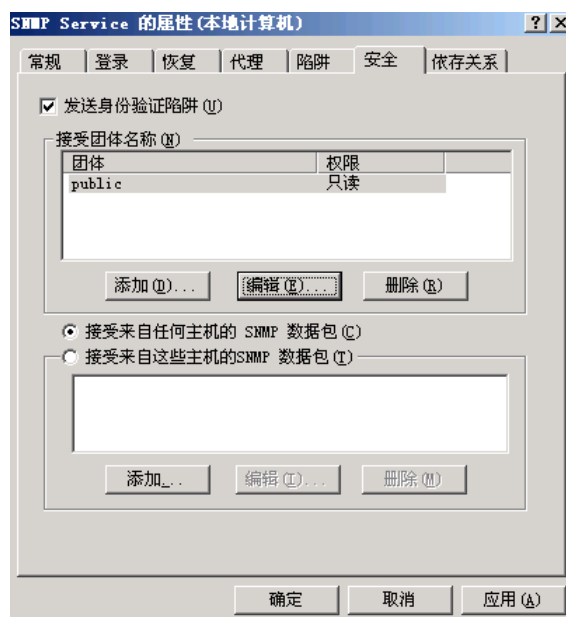 SNMP Service 的属性(本地计算机)
常规 登录 恢复 代理 陷阱 安全 依存关系
发送身份验证陷阱(U)
接受团体名称(N)
团体 权限
public 只读
添加(D)... 编辑(E)... 删除(R)
接受来自任何主机的 SNMP 数据包(C)
接受来自这些主机的SNMP 数据包(T)
添加... 编辑(I)... 删除(M)
确定 取消 应用(A)